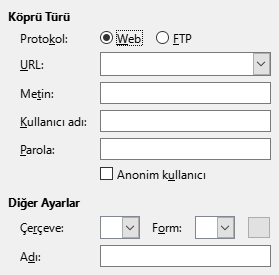 Köprü Türü
Protokol: Web FTP
URL:
Metin:
Kullanıcı adı:
Parola:
Anonim kullanıcı
Diğer Ayarlar
Çerçeve: Form:
Adı: